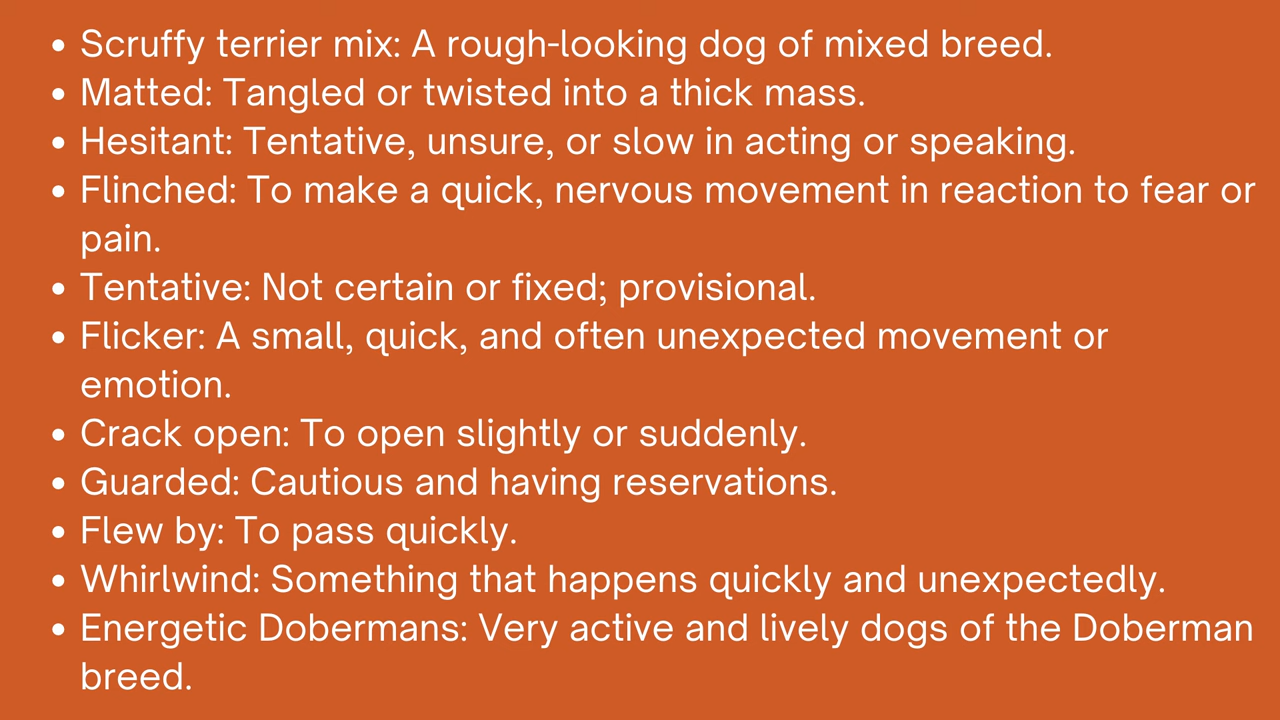 • Scruffy terrier mix: A rough-looking dog of mixed breed.
• Matted: Tangled or twisted into a thick mass.
• Hesitant: Tentative, unsure, or slow in acting or speaking.
• Flinched: To make a quick, nervous movement in reaction to fear or
pain.
• Tentative: Not certain or fixed; provisional.
• Flicker: A small, quick, and often unexpected movement or
emotion.
• Crack open: To open slightly or suddenly.
• Guarded: Cautious and having reservations.
• Flew by: To pass quickly.
• Whirlwind: Something that happens quickly and unexpectedly.
• Energetic Dobermans: Very active and lively dogs of the Doberman
breed.